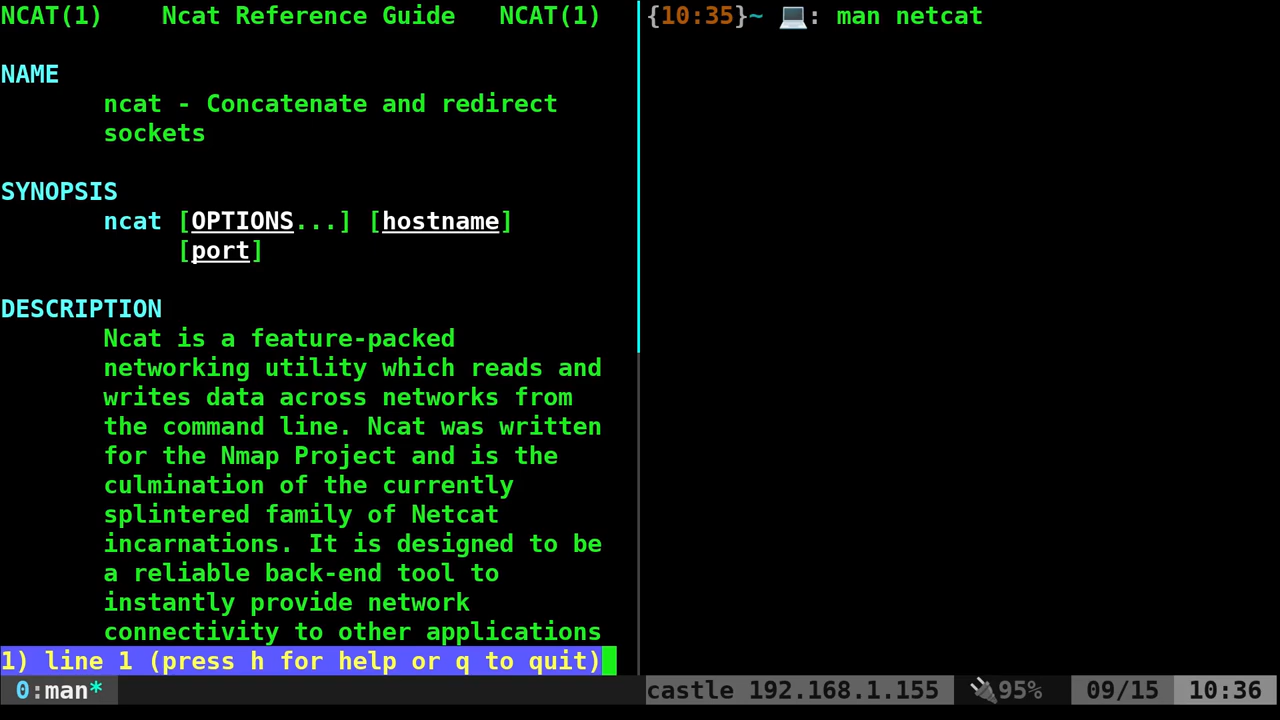 NCAT(1)    Ncat Reference Guide   NCAT(1)
NAME
ncat - Concatenate and redirect
sockets
SYNOPSIS
ncat [OPTIONS...] [hostname]
[port]
DESCRIPTION
Ncat is a feature-packed
networking utility which reads and
writes data across networks from
the command line. Ncat was written
for the Nmap Project and is the
culmination of the currently
splintered family of Netcat
incarnations. It is designed to be
a reliable back-end tool to
instantly provide network
connectivity to other applications
1) line 1 (press h for help or q to quit)
{10:35}~ 💻: man netcat
0:man*
castle 192.168.1.155 🔌95% 09/15 10:36